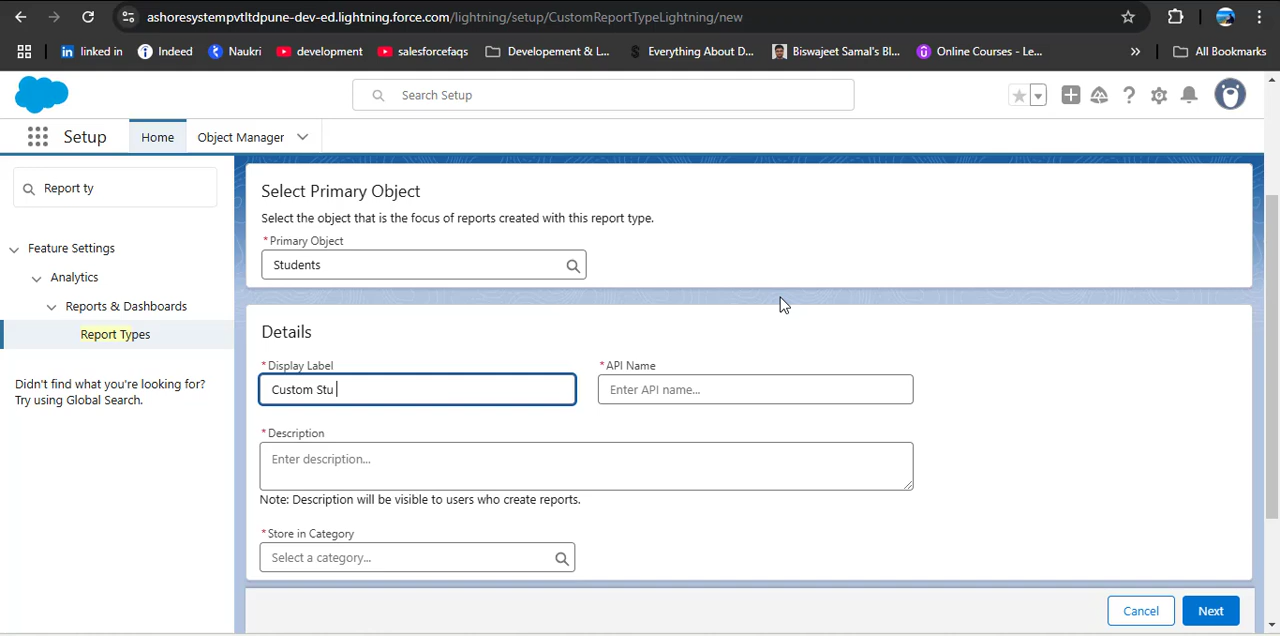 ashoresystempvtltdpune-dev-ed.lightning.force.com/lightning/setup/CustomReportTypeLightning/new
linked in
Indeed
Naukri
development
salesforcefaqs
Developement & L...
Everything About D...
Biswajeet Samal's Bl...
Online Courses - Le...
»
All Bookmarks
Search Setup
Setup
Home
Object Manager
Report ty
Feature Settings
Analytics
Reports & Dashboards
Report Types
Didn't find what you're looking for?
Try using Global Search.
Select Primary Object
Select the object that is the focus of reports created with this report type.
*Primary Object
Students
Details
*Display Label
*API Name
Custom Stu
Enter API name...
*Description
Enter description...
Note: Description will be visible to users who create reports.
*Store in Category
Select a category...
Cancel
Next